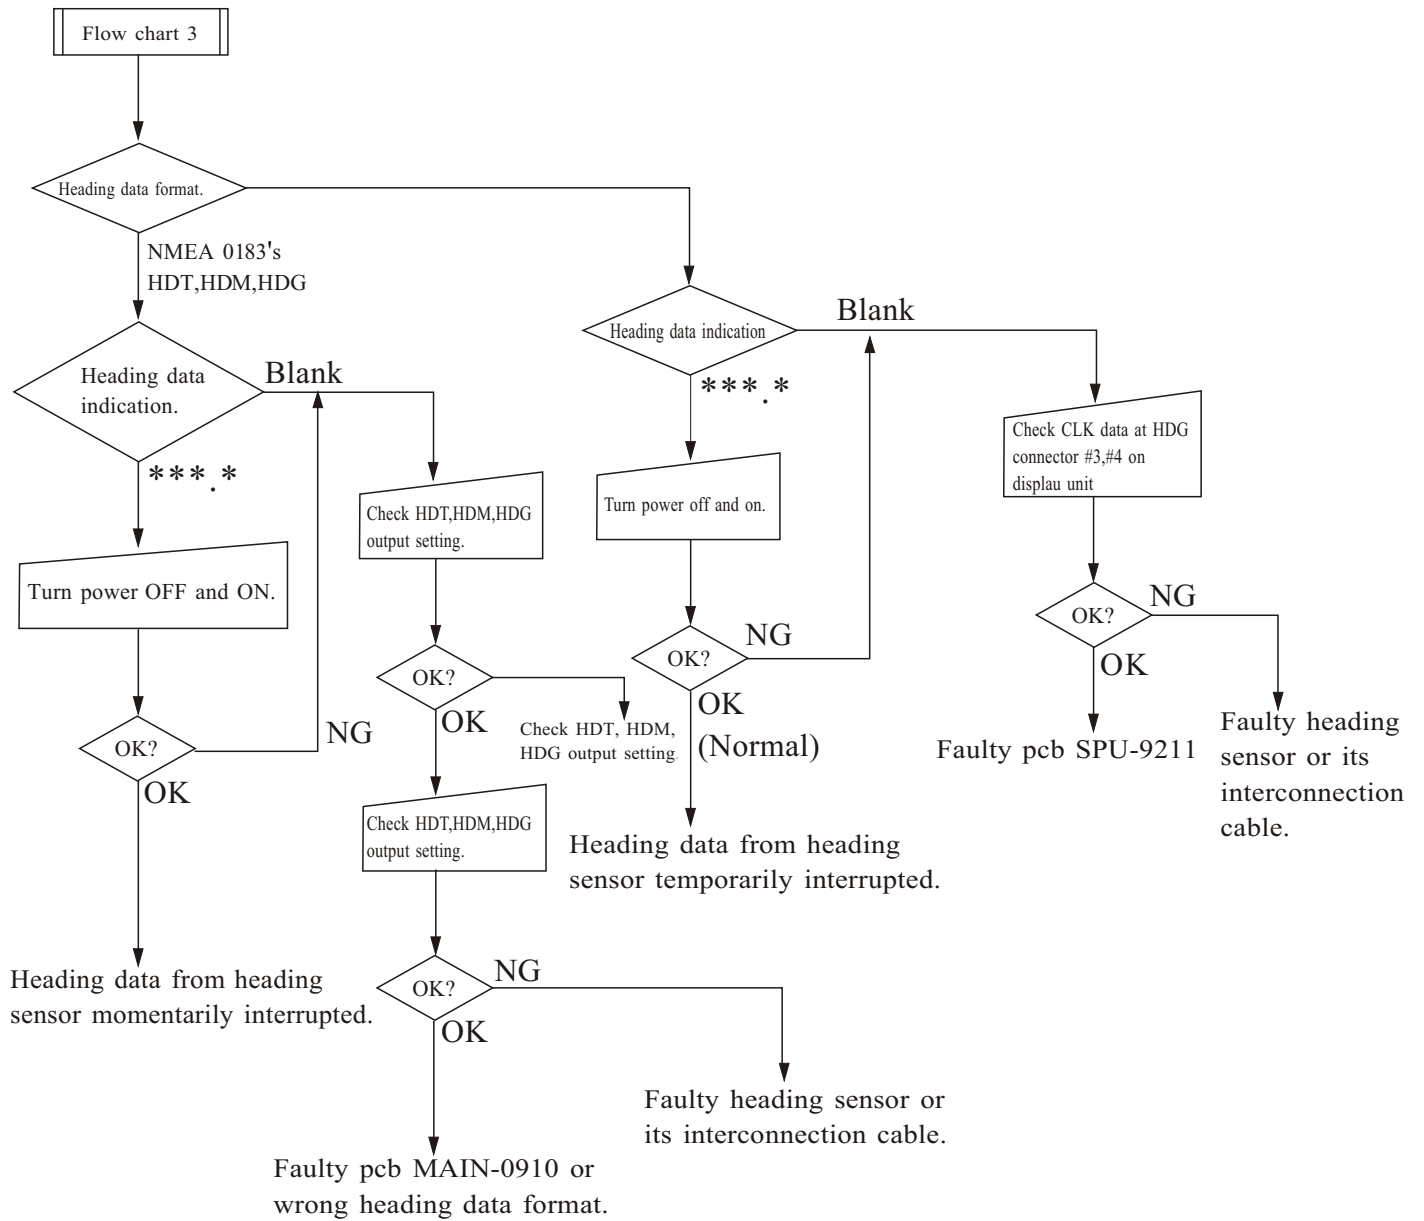 Flow chart 3
Heading data format.
NMEA 0183's
HDT,HDM,HDG
Heading data
indication.
Blank
***.*
Turn power OFF and ON.
OK?
NG
OK
Heading data from heading
sensor momentarily interrupted.
Check HDT,HDM,HDG
output setting.
OK?
OK
Check HDT, HDM,
HDG output setting.
Check HDT,HDM,HDG
output setting.
OK?
NG
OK
Faulty heading sensor or
its interconnection cable.
Faulty pcb MAIN-0910 or
wrong heading data format.
Heading data indication
Blank
***.*
Turn power off and on.
OK?
NG
OK
(Normal)
Heading data from heading
sensor temporarily interrupted.
Check CLK data at HDG
connector #3,#4 on
displau unit
OK?
NG
OK
Faulty pcb SPU-9211
Faulty heading
sensor or its
interconnection
cable.